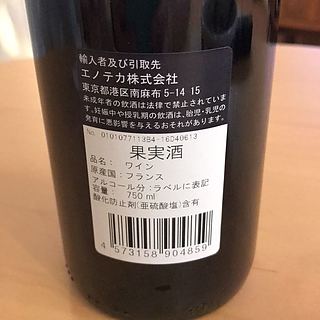 輸入者及び引取先
エノテカ株式会社
東京都港区南麻布 5-14 15
未成年者の飲酒は法律で禁止されていま
す。妊娠中や授乳期の飲酒は、胎児・乳児の
発育に悪影響を与えるおそれがあります。
No 010107711384-16D40613
果実酒
品名： ワイン
原産国：フランス
アルコール分：ラベルに表記
容量： 750 ml
酸化防止剤(亜硫酸塩)含有
4 573158 904859